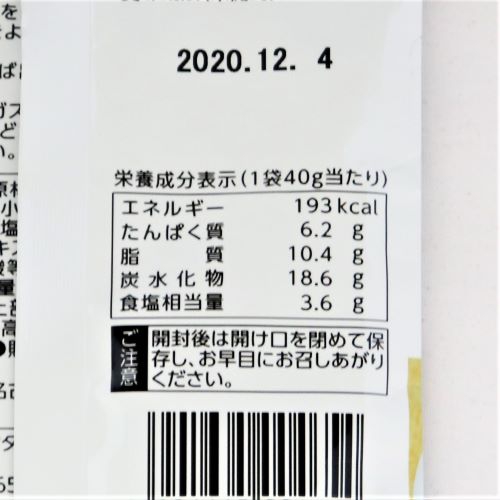 2020.12. 4
栄養成分表示(1袋40g当たり)
エネルギー 193kcal
たんぱく質 6.2 g
脂質 10.4 g
炭水化物 18.6 g
食塩相当量 3.6 g
ご注意
開封後は開け口を閉めて保
存し、お早目にお召しあがり
ください。